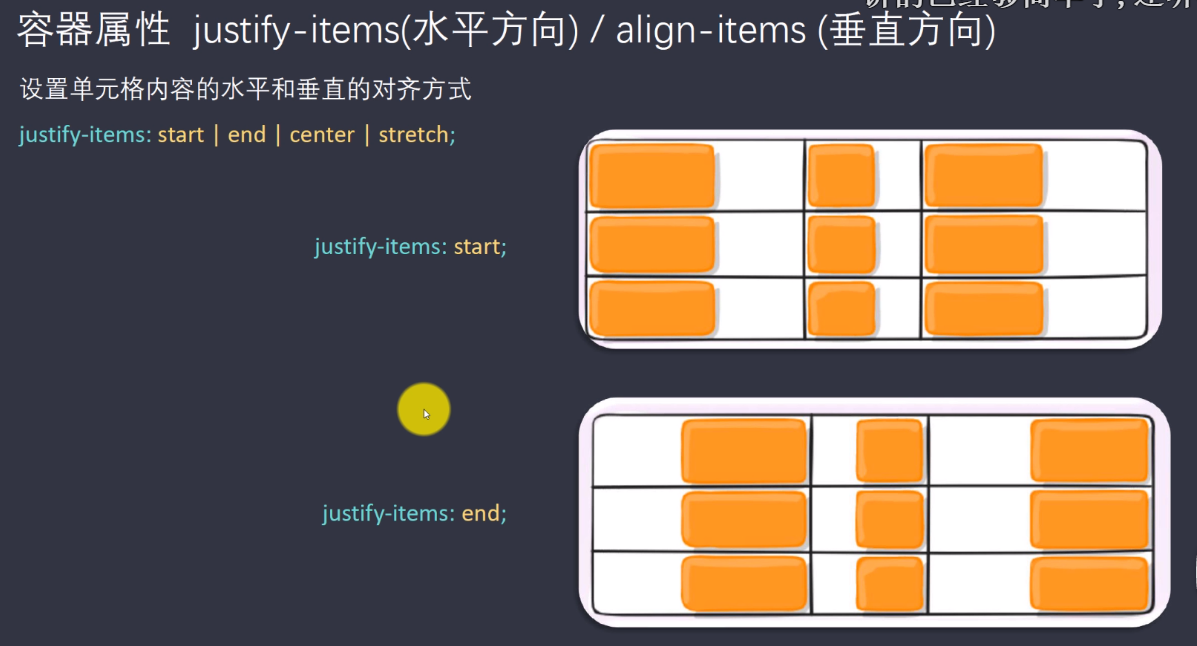 容器属性 justify-items(水平方向) / align-items (垂直方向)
设置单元格内容的水平和垂直的对齐方式
justify-items: start | end | center | stretch;
justify-items: start;
justify-items: end;